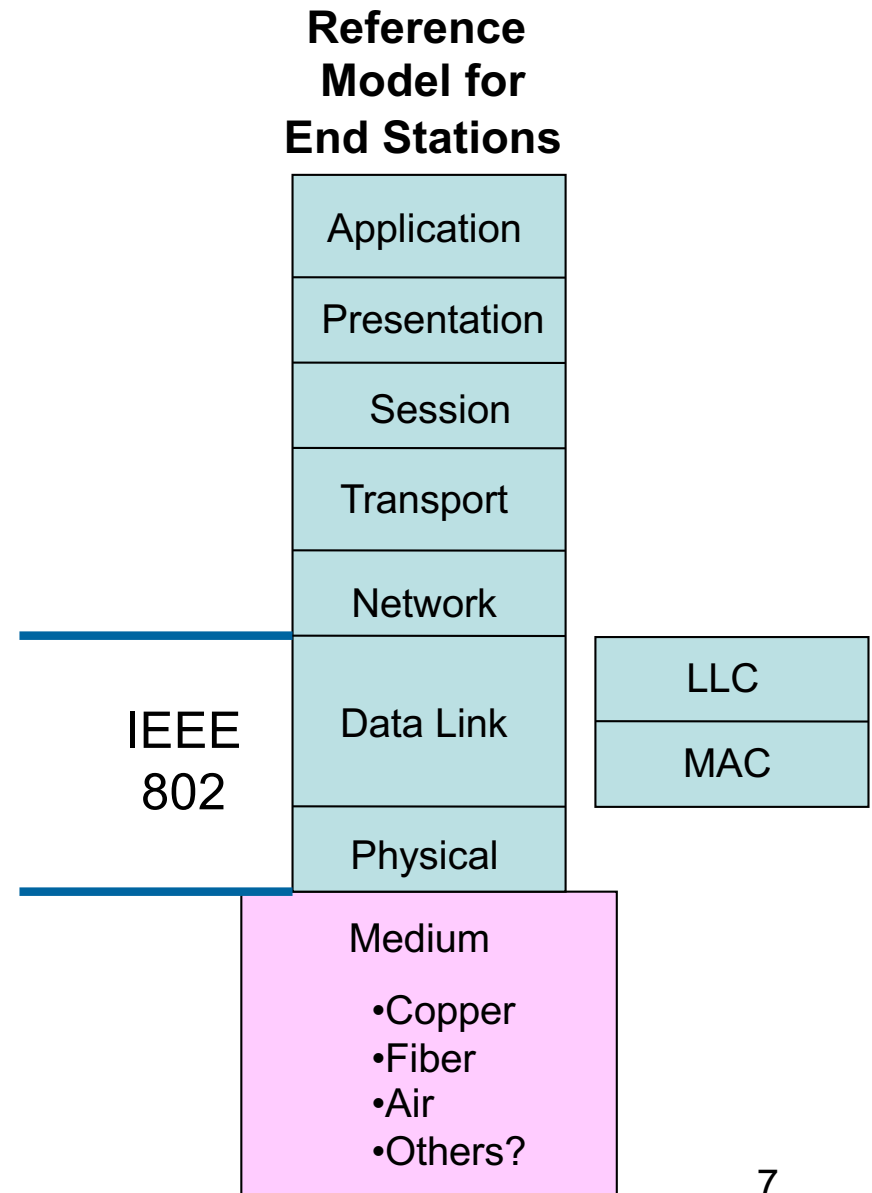 Reference
Model for
End Stations
Application
Presentation
Session
Transport
Network
IEEE
802
Data Link
LLC
MAC
Physical
Medium
•Copper
•Fiber
•Air
•Others?
7